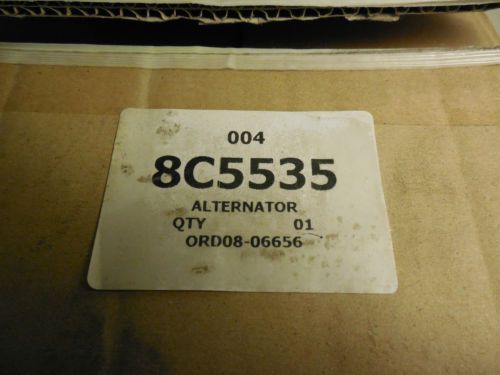 004
8C5535
ALTERNATOR
QTY 01
ORD08-06656